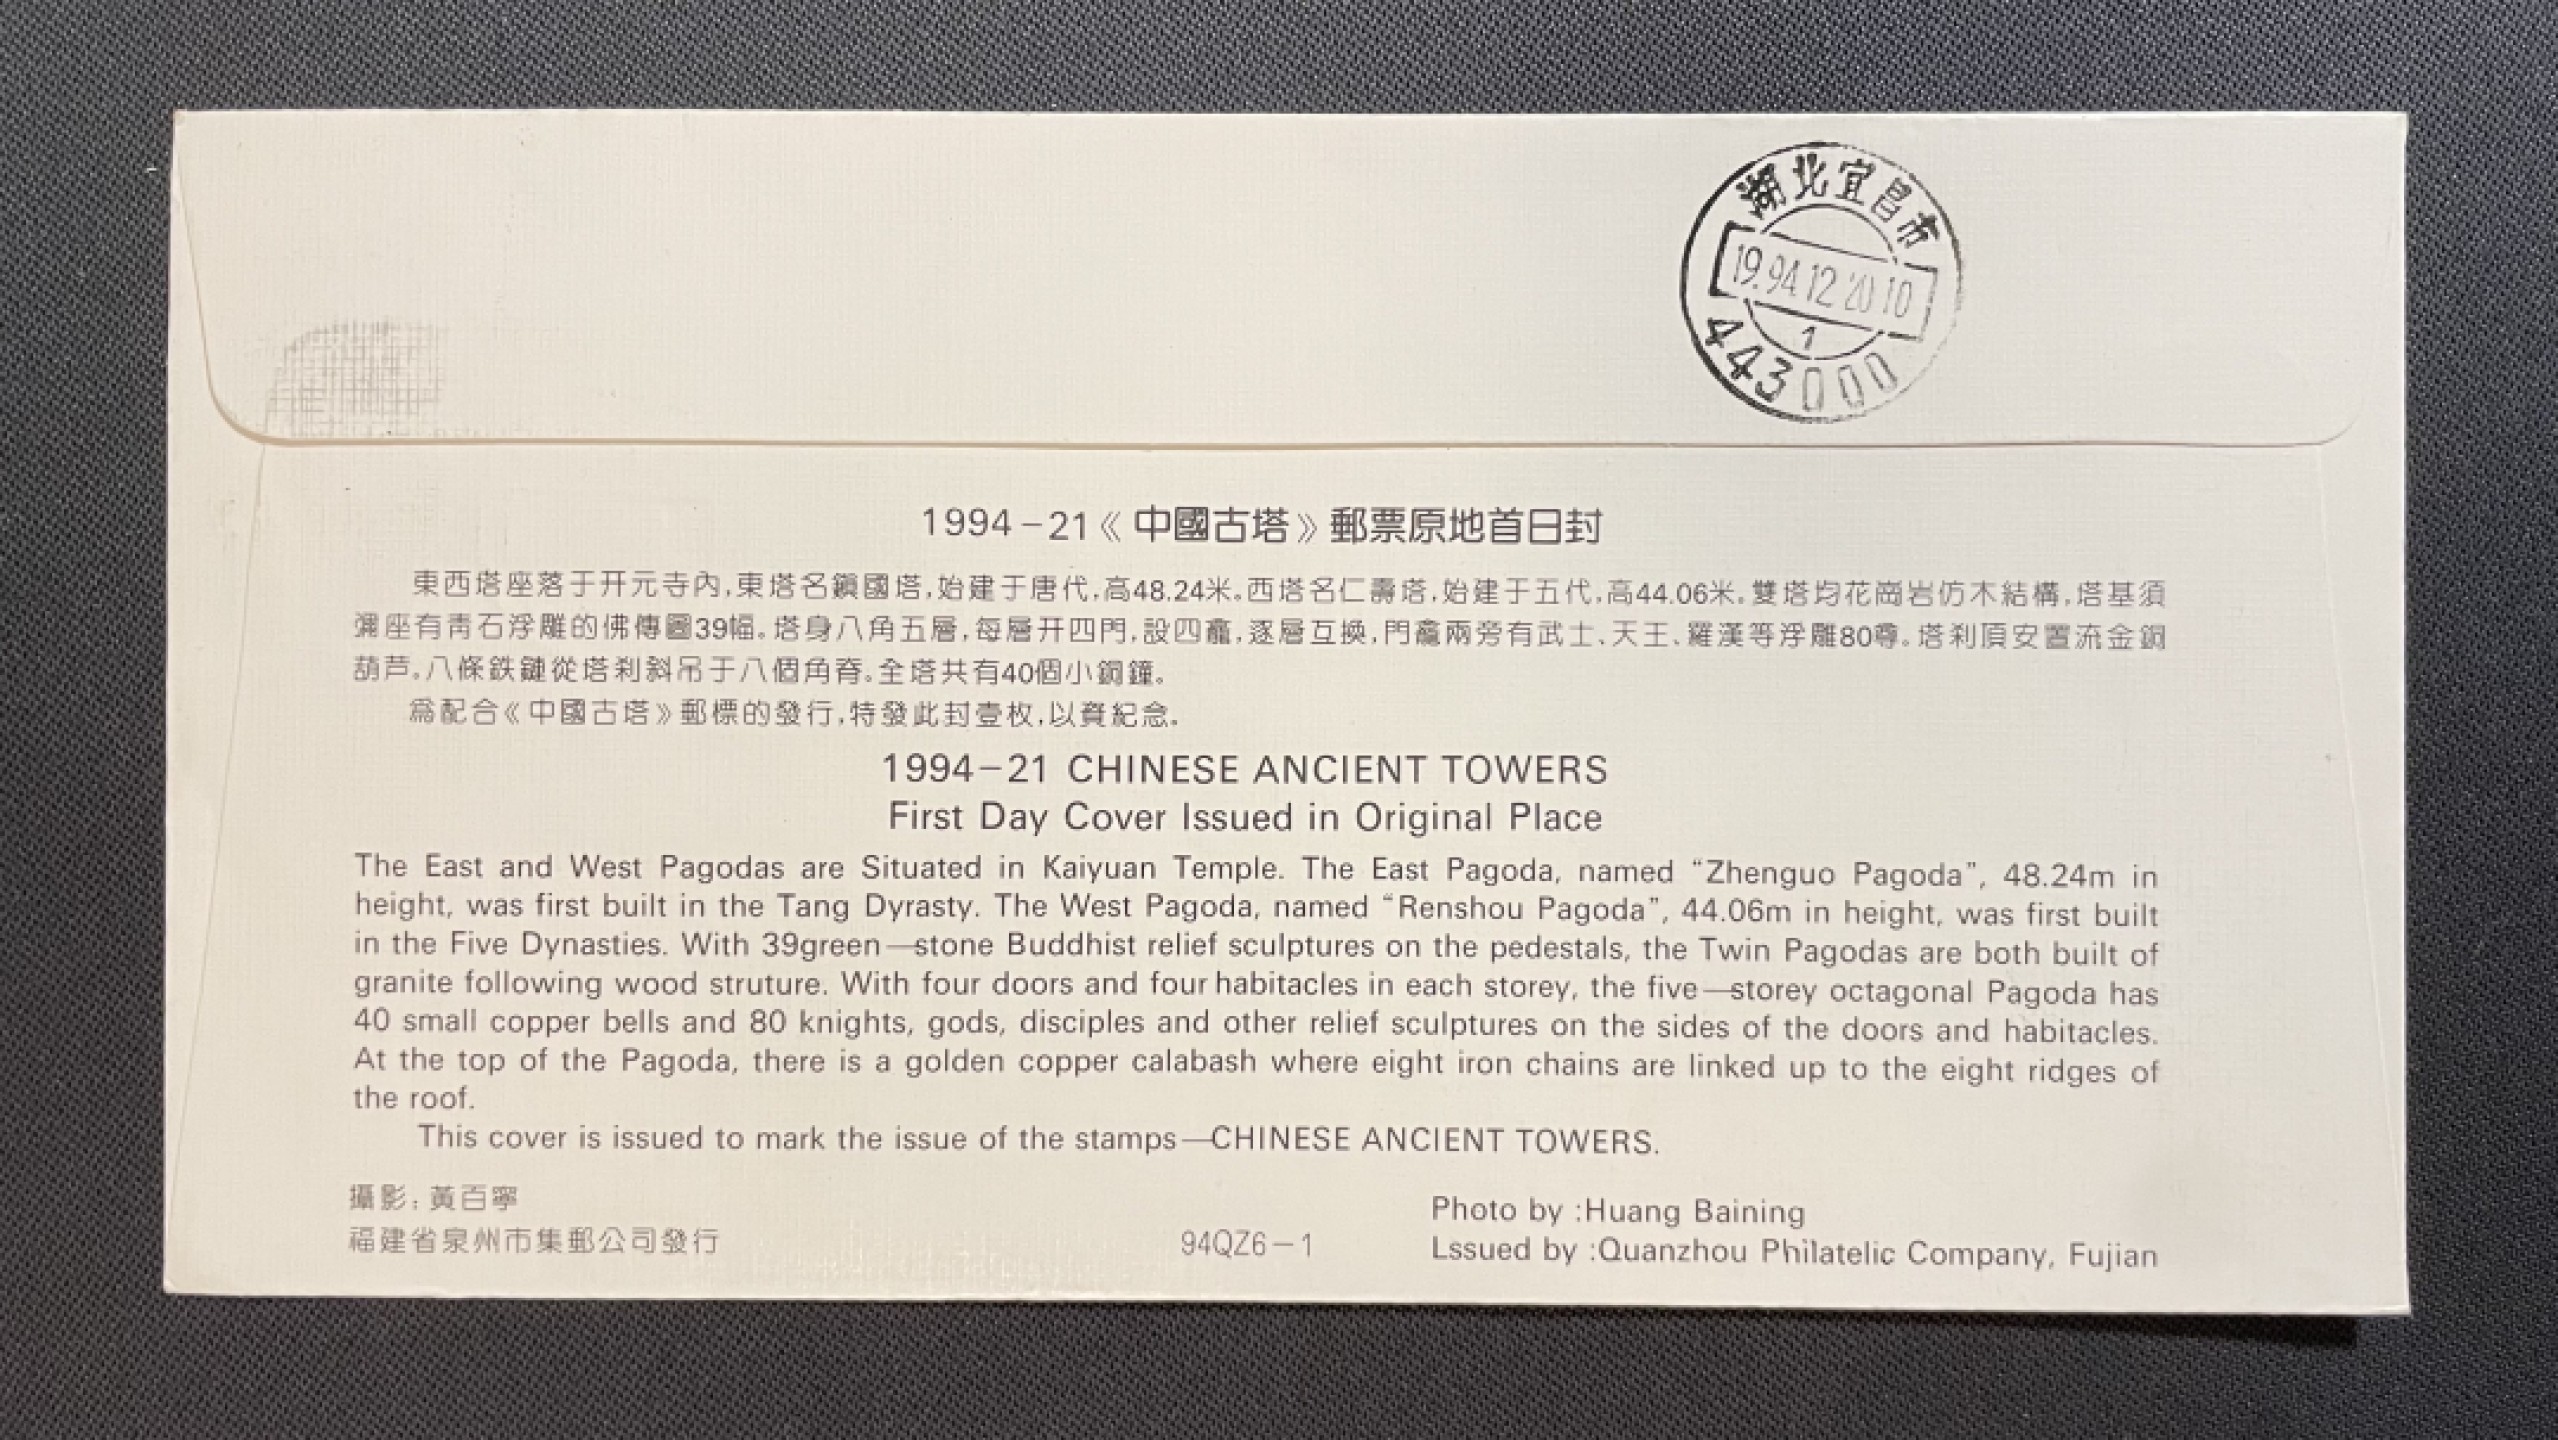 湖北宜昌市
19.94.12.20.10
1
443000
1994-21《中國古塔》郵票原地首日封
東西塔座落于开元寺內,東塔名鎭國塔,始建于唐代,高48.24米。西塔名仁壽塔,始建于五代,高44.06米。雙塔均花崗岩仿木結構,塔基須
彌座有靑石浮雕的佛傳圖39幅。塔身八角五層,每層开四門,設四龕,逐層互換,門龕兩旁有武士、天王、羅漢等浮雕80尊。塔刹頂安置流金銅
葫芦。八條鉄鏈從塔刹斜吊于八個角脊。全塔共有40個小銅鐘。
爲配合《中國古塔》郵標的發行,特發此封壹枚,以資紀念。
1994-21 CHINESE ANCIENT TOWERS
First Day Cover Issued in Original Place
The East and West Pagodas are Situated in Kaiyuan Temple. The East Pagoda, named “Zhenguo Pagoda”, 48.24m in
height, was first built in the Tang Dyrasty. The West Pagoda, named “Renshou Pagoda”, 44.06m in height, was first built
in the Five Dynasties. With 39green—stone Buddhist relief sculptures on the pedestals, the Twin Pagodas are both built of
granite following wood struture. With four doors and four habitacles in each storey, the five—storey octagonal Pagoda has
40 small copper bells and 80 knights, gods, disciples and other relief sculptures on the sides of the doors and habitacles.
At the top of the Pagoda, there is a golden copper calabash where eight iron chains are linked up to the eight ridges of
the roof.
This cover is issued to mark the issue of the stamps—CHINESE ANCIENT TOWERS.
攝影:黃百寧
福建省泉州市集郵公司發行
94QZ6-1
Photo by :Huang Baining
Lssued by :Quanzhou Philatelic Company, Fujian